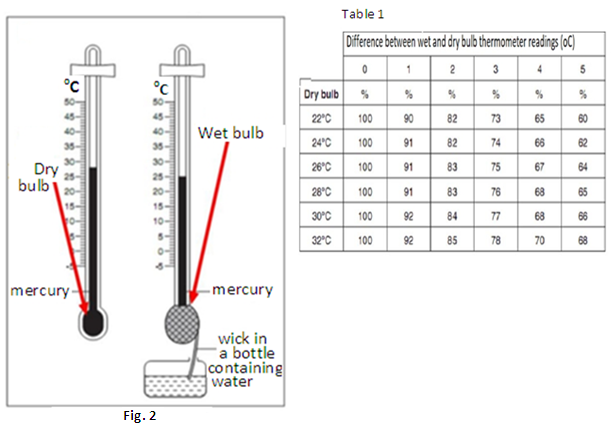 Table 1
Difference between wet and dry bulb thermometer readings (oC)
0 1 2 3 4 5
Dry bulb % % % % % %
22°C 100 90 82 73 65 60
24°C 100 91 82 74 66 62
26°C 100 91 83 75 67 64
28°C 100 91 83 76 68 65
30°C 100 92 84 77 68 66
32°C 100 92 85 78 70 68
°C
50
45
40
35
30
25
20
15
10
5
0
-5
Dry
bulb
mercury
°C
50
45
40
35
30
25
20
15
10
5
0
-5
Wet bulb
mercury
wick in
a bottle
containing
water
Fig. 2